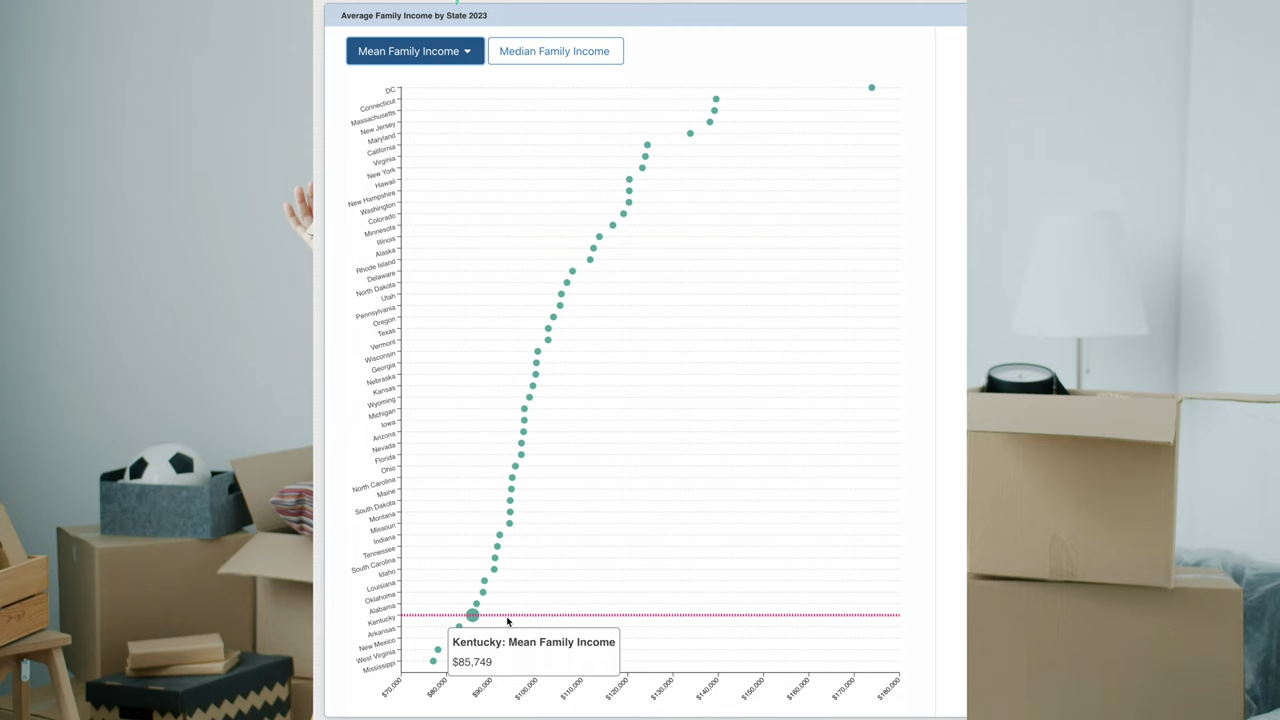 Average Family Income by State 2023
Mean Family Income
Median Family Income
DC
Connecticut
Massachusetts
New Jersey
Maryland
California
Virginia
New York
Hawaii
New Hampshire
Washington
Colorado
Minnesota
Illinois
Alaska
Rhode Island
Delaware
North Dakota
Utah
Pennsylvania
Oregon
Texas
Vermont
Wisconsin
Georgia
Nebraska
Kansas
Wyoming
Michigan
Iowa
Arizona
Nevada
Florida
Ohio
North Carolina
Maine
South Dakota
Montana
Missouri
Indiana
Tennessee
South Carolina
Idaho
Louisiana
Oklahoma
Alabama
Kentucky
Arkansas
New Mexico
West Virginia
Mississippi
Kentucky: Mean Family Income
$85,749
$70,000
$80,000
$90,000
$100,000
$110,000
$120,000
$130,000
$140,000
$150,000
$160,000
$170,000
$180,000